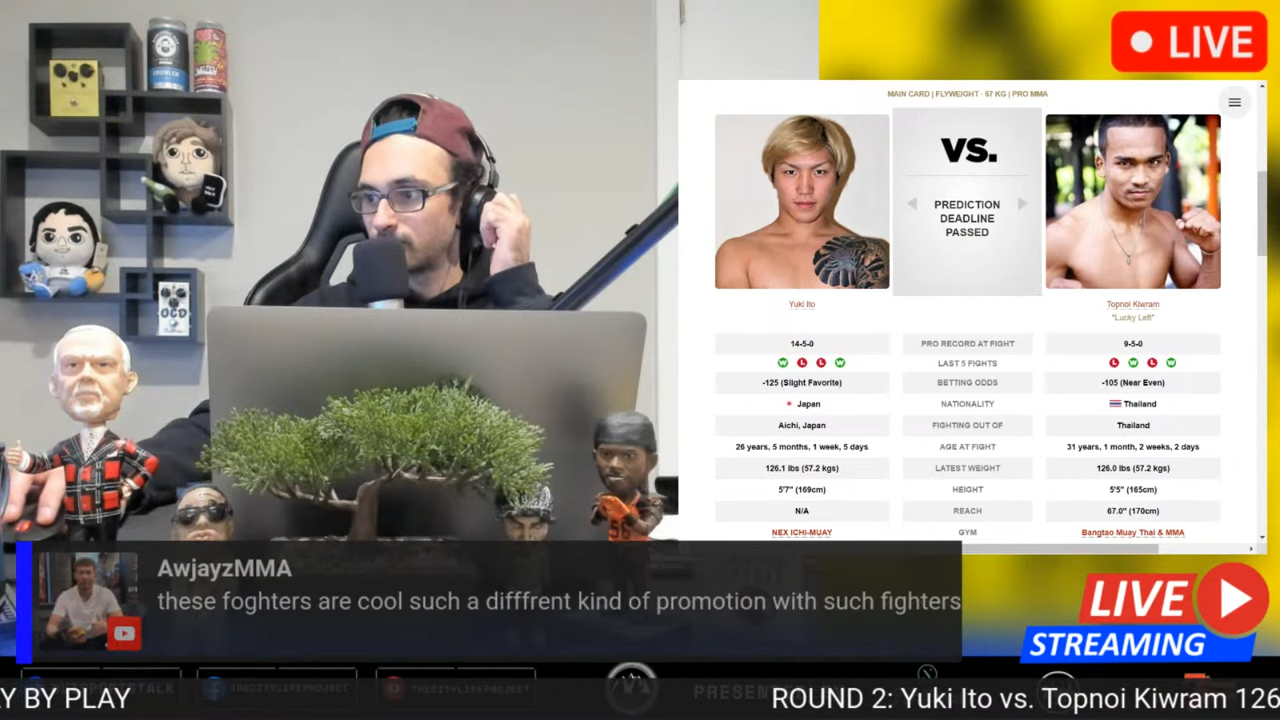 LIVE
MAIN CARD | FLYWEIGHT · 57 KG | PRO MMA
VS.
PREDICTION
DEADLINE
PASSED
Yuki Ito
Topnoi Kiwram
"Lucky Left"
14-5-0 PRO RECORD AT FIGHT 9-5-0
W L L W LAST 5 FIGHTS L W L W
-125 (Slight Favorite) BETTING ODDS -105 (Near Even)
Japan NATIONALITY Thailand
Aichi, Japan FIGHTING OUT OF Thailand
26 years, 5 months, 1 week, 5 days AGE AT FIGHT 31 years, 1 month, 2 weeks, 2 days
126.1 lbs (57.2 kgs) LATEST WEIGHT 126.0 lbs (57.2 kgs)
5'7" (169cm) HEIGHT 5'5" (165cm)
N/A REACH 67.0" (170cm)
NEX ICHI-MUAY GYM Bangtao Muay Thai & MMA
CROWLER
OCD
AwjayzMMA
these foghters are cool such a difffrent kind of promotion with such fighters
LIVE
STREAMING
THECITYLIFEPROJECT
THECITYLIFEPROJECT
Y BY PLAY
ROUND 2: Yuki Ito vs. Topnoi Kiwram 126